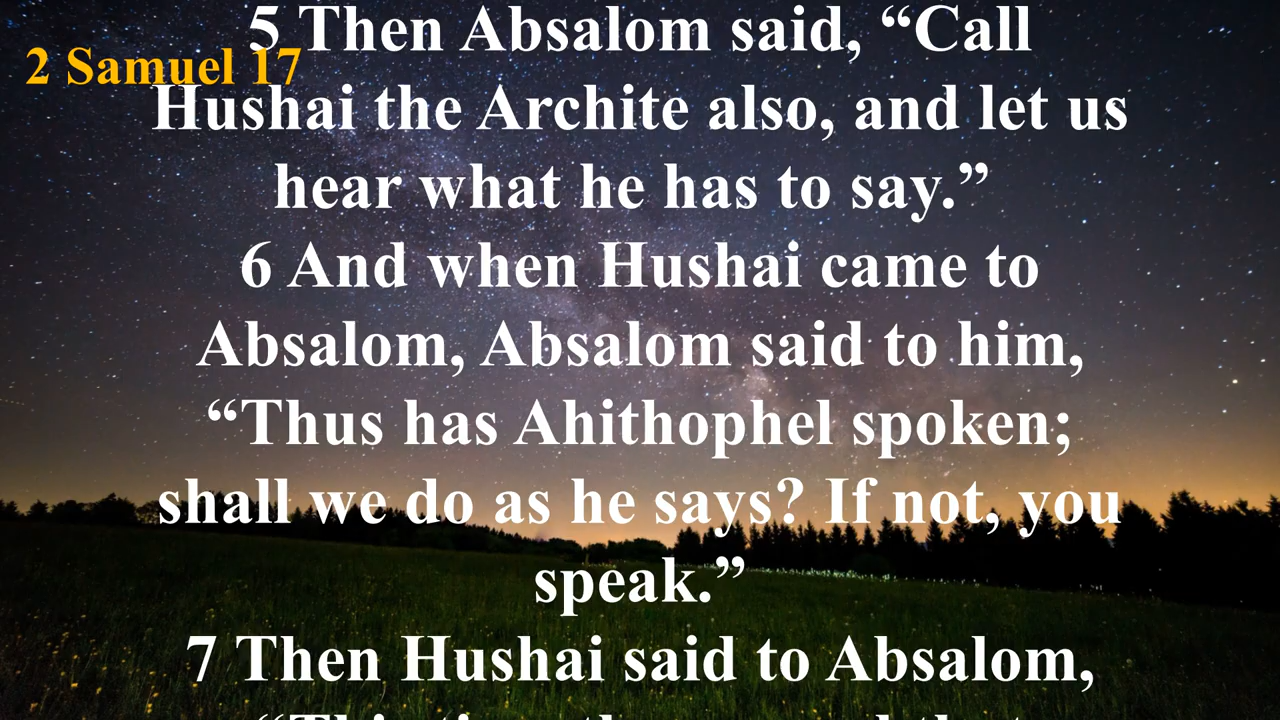 2 Samuel 17
5 Then Absalom said, “Call
Hushai the Archite also, and let us
hear what he has to say.”
6 And when Hushai came to
Absalom, Absalom said to him,
“Thus has Ahithophel spoken;
shall we do as he says? If not, you
speak.”
7 Then Hushai said to Absalom,